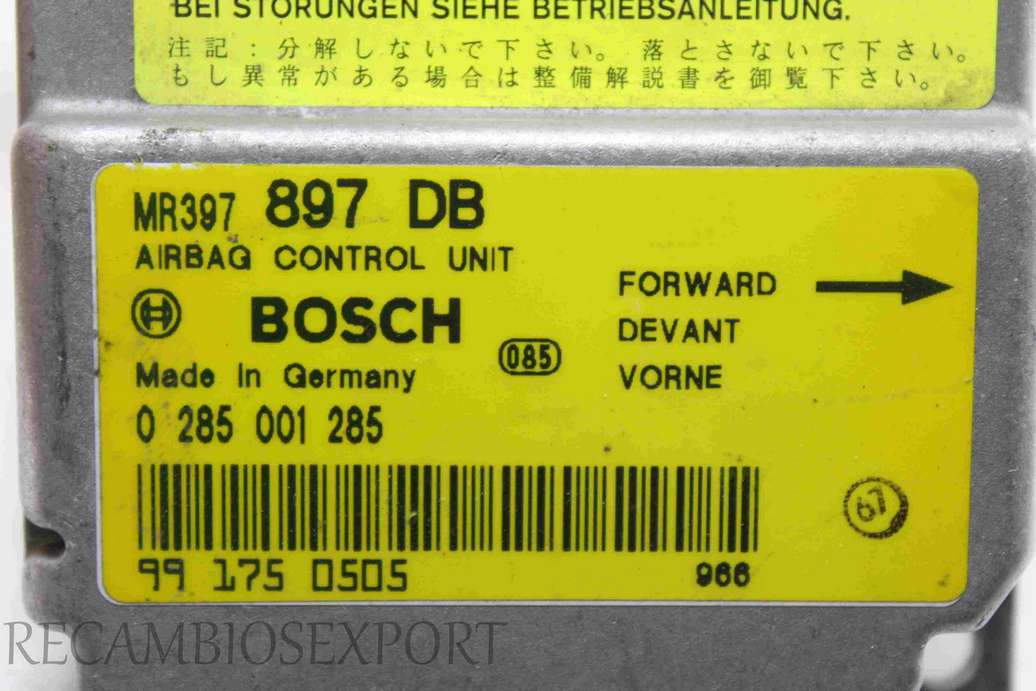 BEI STÖRUNGEN SIEHE BETRIEBSANLEITUNG.
注記：分解しないで下さい。落とさないで下さい。
もし異常がある場合は整備解説書を御覧下さい。
MR397 897 DB
AIRBAG CONTROL UNIT
BOSCH
Made In Germany
085
0 285 001 285
FORWARD
DEVANT
VORNE
67
99 175 0505
966
RECAMBIOSEXPORT